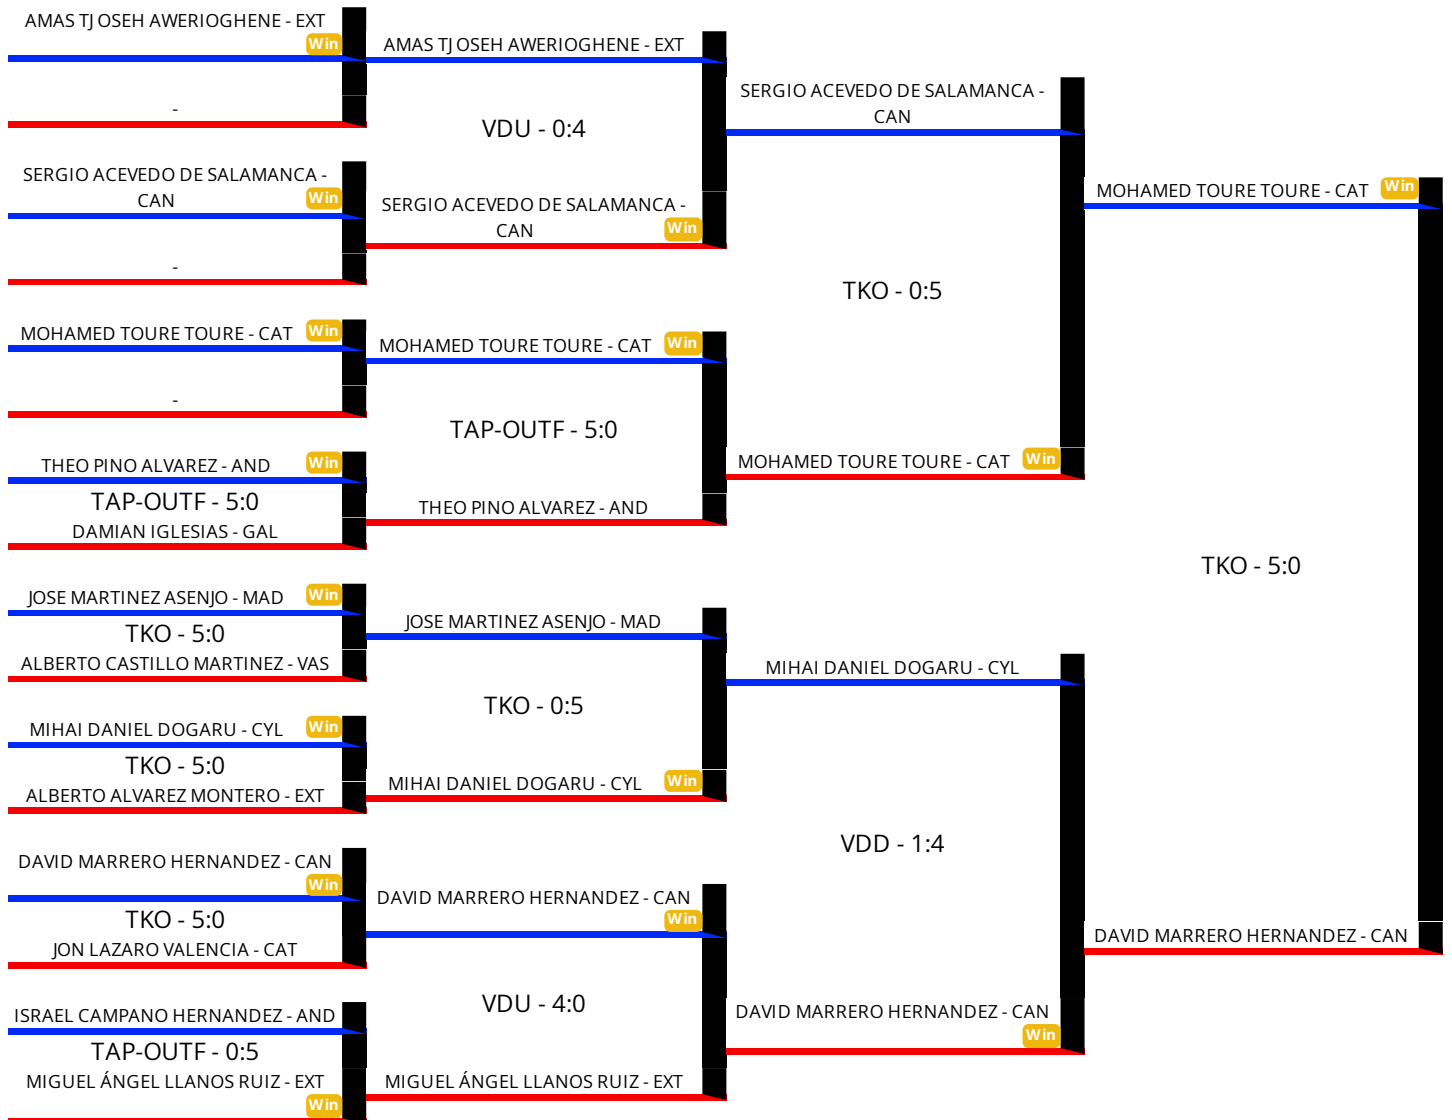 AMAS TJ OSEH AWERIOGHENE - EXT
Win
-
SERGIO ACEVEDO DE SALAMANCA -
CAN
Win
-
MOHAMED TOURE TOURE - CAT
Win
-
THEO PINO ALVAREZ - AND
Win
TAP-OUTF - 5:0
DAMIAN IGLESIAS - GAL
JOSE MARTINEZ ASENJO - MAD
Win
TKO - 5:0
ALBERTO CASTILLO MARTINEZ - VAS
MIHAI DANIEL DOGARU - CYL
Win
TKO - 5:0
ALBERTO ALVAREZ MONTERO - EXT
DAVID MARRERO HERNANDEZ - CAN
Win
TKO - 5:0
JON LAZARO VALENCIA - CAT
ISRAEL CAMPANO HERNANDEZ - AND
TAP-OUTF - 0:5
MIGUEL ÁNGEL LLANOS RUIZ - EXT
Win
AMAS TJ OSEH AWERIOGHENE - EXT
VDU - 0:4
SERGIO ACEVEDO DE SALAMANCA -
CAN
Win
MOHAMED TOURE TOURE - CAT
Win
TAP-OUTF - 5:0
THEO PINO ALVAREZ - AND
JOSE MARTINEZ ASENJO - MAD
TKO - 0:5
MIHAI DANIEL DOGARU - CYL
Win
DAVID MARRERO HERNANDEZ - CAN
Win
VDU - 4:0
MIGUEL ÁNGEL LLANOS RUIZ - EXT
SERGIO ACEVEDO DE SALAMANCA -
CAN
TKO - 0:5
MOHAMED TOURE TOURE - CAT
Win
MIHAI DANIEL DOGARU - CYL
VDD - 1:4
DAVID MARRERO HERNANDEZ - CAN
Win
MOHAMED TOURE TOURE - CAT
Win
TKO - 5:0
DAVID MARRERO HERNANDEZ - CAN